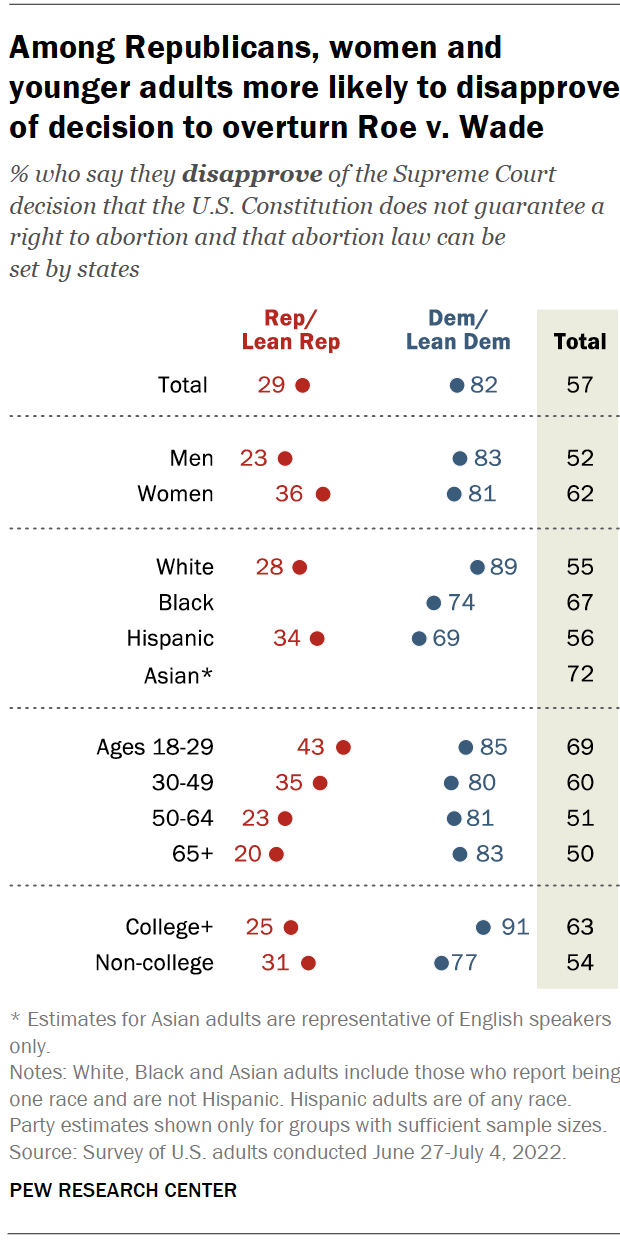 Among Republicans, women and
younger adults more likely to disapprove
of decision to overturn Roe v. Wade
% who say they disapprove of the Supreme Court
decision that the U.S. Constitution does not guarantee a
right to abortion and that abortion law can be
set by states
Rep/ Dem/
Lean Rep Lean Dem Total
Total 29 82 57
Men 23 83 52
Women 36 81 62
White 28 89 55
Black 74 67
Hispanic 34 69 56
Asian* 72
Ages 18-29 43 85 69
30-49 35 80 60
50-64 23 81 51
65+ 20 83 50
College+ 25 91 63
Non-college 31 77 54
* Estimates for Asian adults are representative of English speakers
only.
Notes: White, Black and Asian adults include those who report being
one race and are not Hispanic. Hispanic adults are of any race.
Party estimates shown only for groups with sufficient sample sizes.
Source: Survey of U.S. adults conducted June 27-July 4, 2022.
PEW RESEARCH CENTER